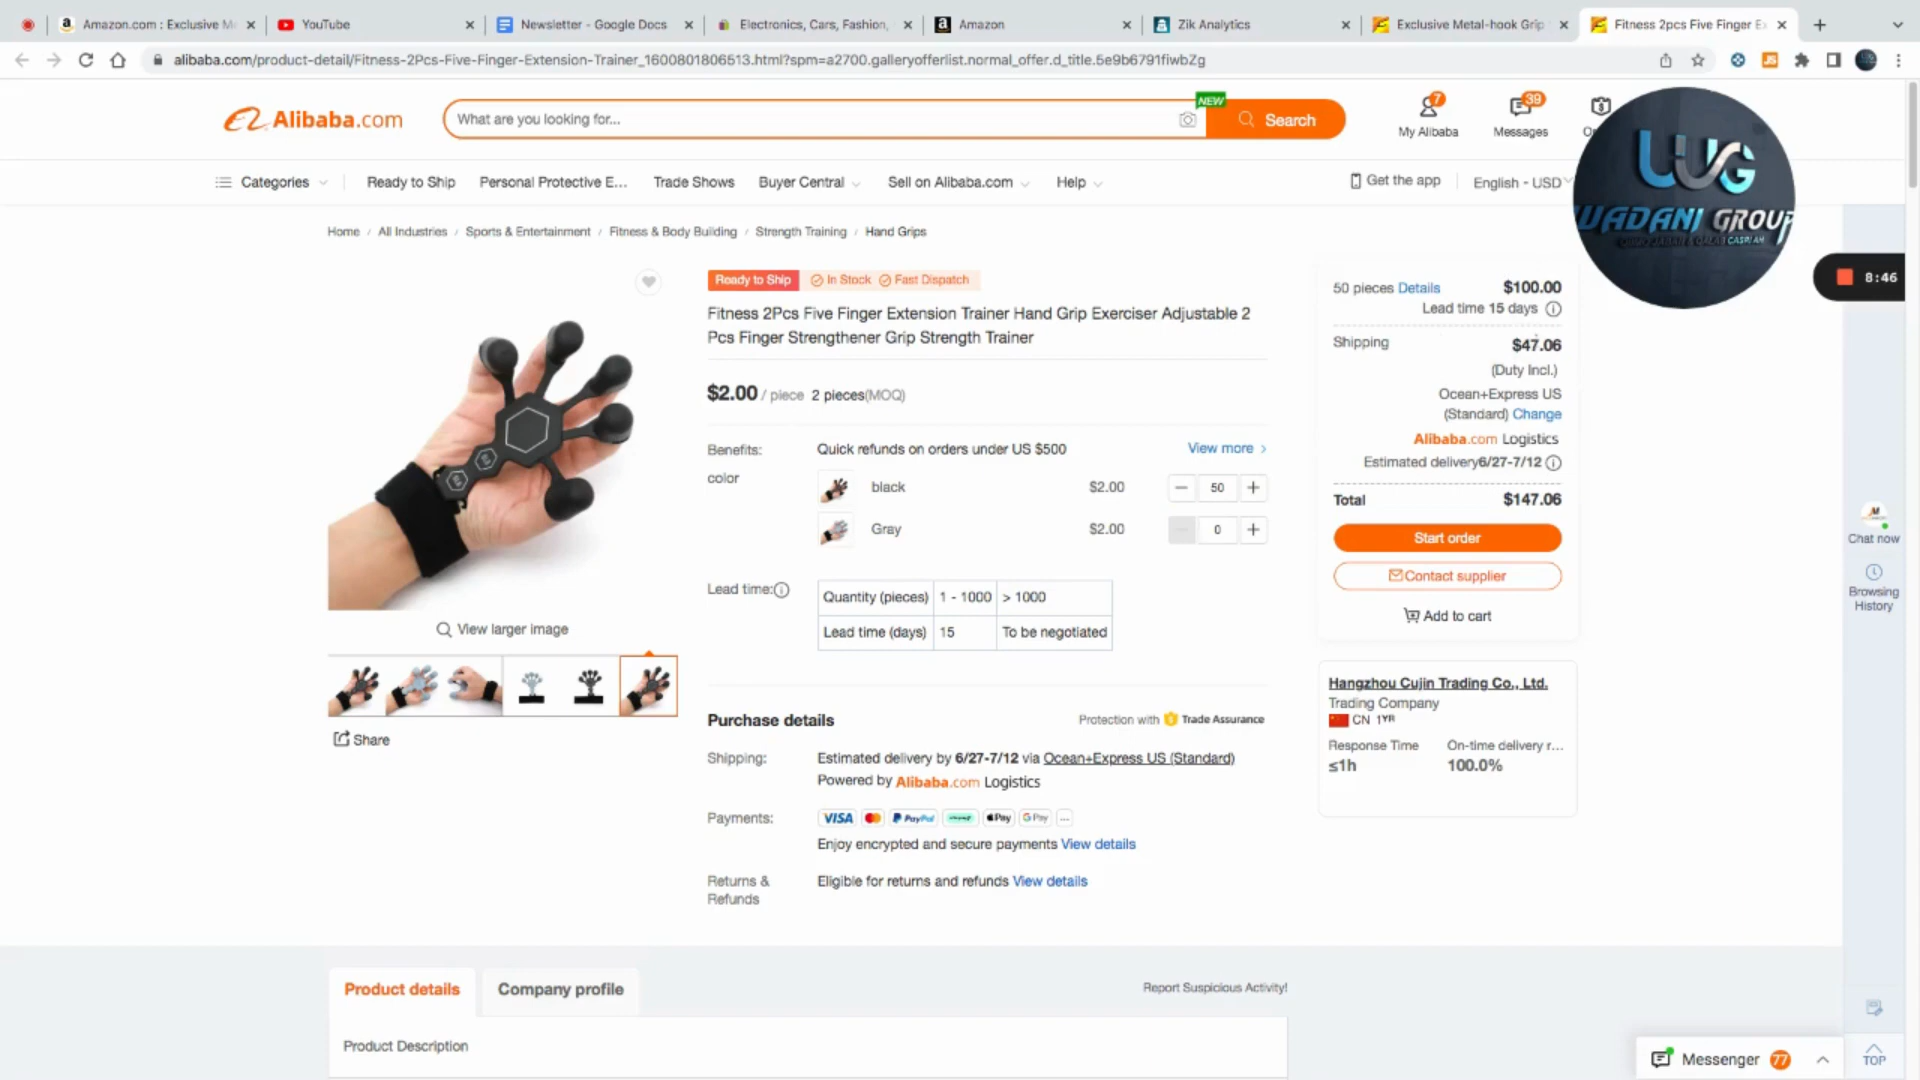 Amazon.com : Exclusive M
YouTube
Newsletter - Google Docs
Electronics, Cars, Fashion,
Amazon
Zik Analytics
Exclusive Metal-hook Grip
Fitness 2pcs Five Finger Ex
alibaba.com/product-detail/Fitness-2Pcs-Five-Finger-Extension-Trainer_1600801806513.html?spm=a2700.galleryofferlist.normal_offer.d_title.5e9b6791fiwbZg
Alibaba.com
What are you looking for...
NEW
Search
7
My Alibaba
39
Messages
WADANI GROUP
Categories
Ready to Ship
Personal Protective E...
Trade Shows
Buyer Central
Sell on Alibaba.com
Help
Get the app
English - USD
Home / All Industries / Sports & Entertainment / Fitness & Body Building / Strength Training / Hand Grips
8:46
Ready to Ship In Stock Fast Dispatch
Fitness 2Pcs Five Finger Extension Trainer Hand Grip Exerciser Adjustable 2
Pcs Finger Strengthener Grip Strength Trainer
$2.00 / piece 2 pieces(MOQ)
Benefits: Quick refunds on orders under US $500 View more >
color
black $2.00 − 50 +
Gray $2.00 0 +
Lead time:
Quantity (pieces) 1 - 1000 > 1000
Lead time (days) 15 To be negotiated
View larger image
Share
Purchase details
Protection with Trade Assurance
Shipping: Estimated delivery by 6/27-7/12 via Ocean+Express US (Standard)
Powered by Alibaba.com Logistics
Payments: VISA PayPal Pay G Pay ...
Enjoy encrypted and secure payments View details
Returns & Refunds
Eligible for returns and refunds View details
50 pieces Details $100.00
Lead time 15 days
Shipping $47.06
(Duty Incl.)
Ocean+Express US
(Standard) Change
Alibaba.com Logistics
Estimated delivery6/27-7/12
Total $147.06
Start order
Contact supplier
Add to cart
Hangzhou Cujin Trading Co., Ltd.
Trading Company
CN 1YR
Response Time On-time delivery r...
≤1h 100.0%
Chat now
Browsing
History
Product details
Company profile
Report Suspicious Activity!
Product Description
Messenger 77
TOP